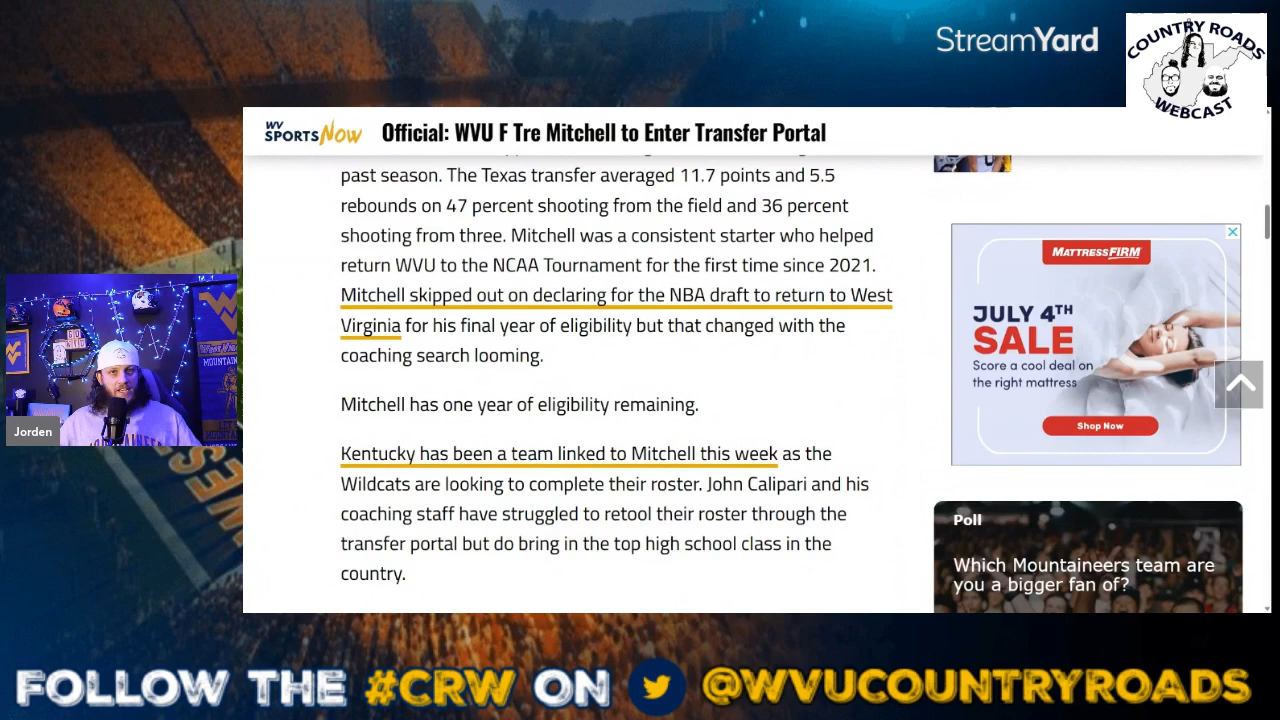 StreamYard
COUNTRY ROADS
WEBCAST
WV
SPORTS NOW
Official: WVU F Tre Mitchell to Enter Transfer Portal
past season. The Texas transfer averaged 11.7 points and 5.5
rebounds on 47 percent shooting from the field and 36 percent
shooting from three. Mitchell was a consistent starter who helped
return WVU to the NCAA Tournament for the first time since 2021.
Mitchell skipped out on declaring for the NBA draft to return to West
Virginia for his final year of eligibility but that changed with the
coaching search looming.
Mitchell has one year of eligibility remaining.
Kentucky has been a team linked to Mitchell this week as the
Wildcats are looking to complete their roster. John Calipari and his
coaching staff have struggled to retool their roster through the
transfer portal but do bring in the top high school class in the
country.
MATTRESSFIRM
JULY 4TH
SALE
Score a cool deal on
the right mattress
Shop Now
Poll
Which Mountaineers team are
you a bigger fan of?
Jorden
FOLLOW THE #CRW ON @WVUCOUNTRYROADS